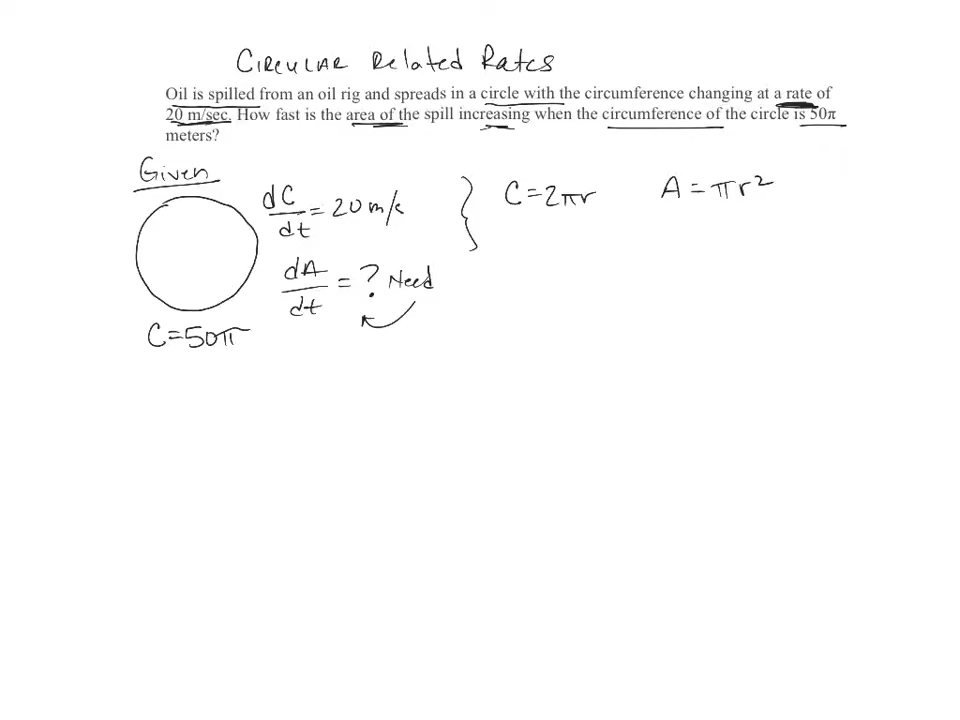 CIRCULAR Related Rates
Oil is spilled from an oil rig and spreads in a circle with the circumference changing at a rate of
20 m/sec. How fast is the area of the spill increasing when the circumference of the circle is 50π
meters?
Given
dC/dt = 20 m/s
C = 2πr
A = πr²
dA/dt = ? Need
C = 50π